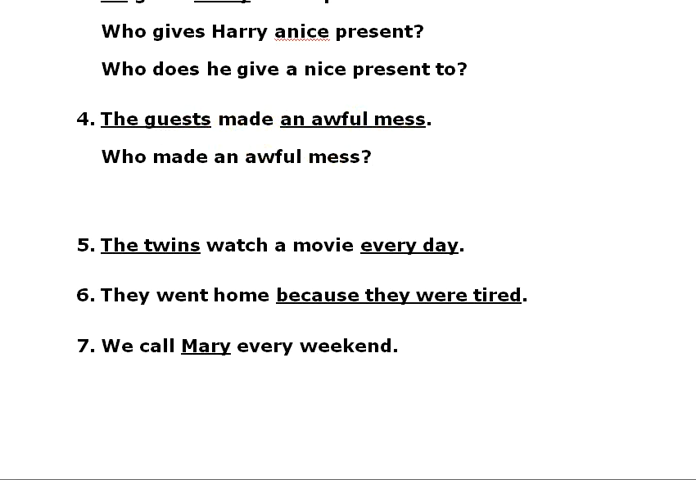 Who gives Harry anice present?
Who does he give a nice present to?
4. The guests made an awful mess.
Who made an awful mess?
5. The twins watch a movie every day.
6. They went home because they were tired.
7. We call Mary every weekend.